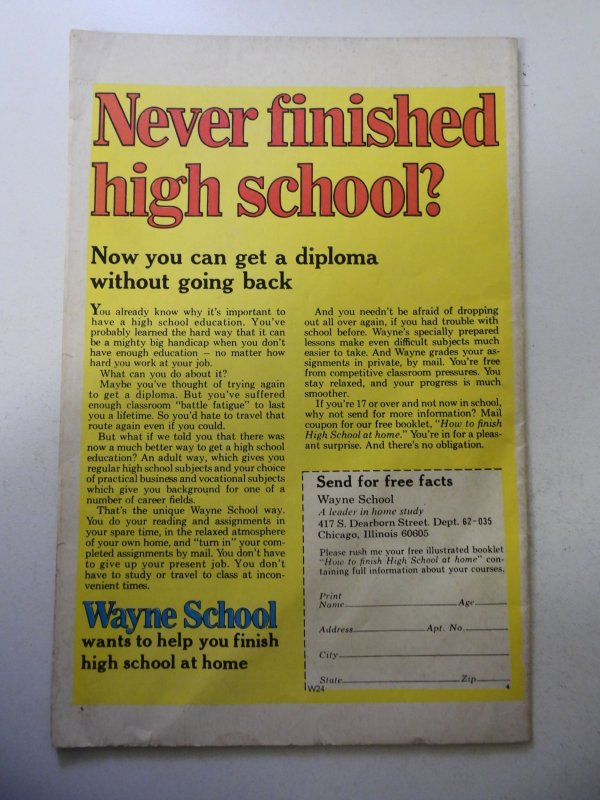 Never finished
high school?
Now you can get a diploma
without going back
You already know why it's important to
have a high school education. You've
probably learned the hard way that it can
be a mighty big handicap when you don't
have enough education – no matter how
hard you work at your job.
What can you do about it?
Maybe you've thought of trying again
to get a diploma. But you've suffered
enough classroom "battle fatigue" to last
you a lifetime. So you'd hate to travel that
route again even if you could.
But what if we told you that there was
now a much better way to get a high school
education? An adult way, which gives you
regular high school subjects and your choice
of practical business and vocational subjects
which give you background for one of a
number of career fields.
That's the unique Wayne School way.
You do your reading and assignments in
your spare time, in the relaxed atmosphere
of your own home, and "turn in" your com-
pleted assignments by mail. You don't have
to give up your present job. You don't
have to study or travel to class at incon-
venient times.
Wayne School
wants to help you finish
high school at home
And you needn't be afraid of dropping
out all over again, if you had trouble with
school before. Wayne's specially prepared
lessons make even difficult subjects much
easier to take. And Wayne grades your as-
signments in private, by mail. You're free
from competitive classroom pressures. You
stay relaxed, and your progress is much
smoother.
If you're 17 or over and not now in school,
why not send for more information? Mail
coupon for our free booklet, "How to finish
High School at home." You're in for a pleas-
ant surprise. And there's no obligation.
Send for free facts
Wayne School
A leader in home study
417 S. Dearborn Street. Dept. 62-035
Chicago, Illinois 60605
Please rush me your free illustrated booklet
"How to finish High School at home" con-
taining full information about your courses.
Print
Name Age
Address Apt. No.
City
State Zip
W24 4